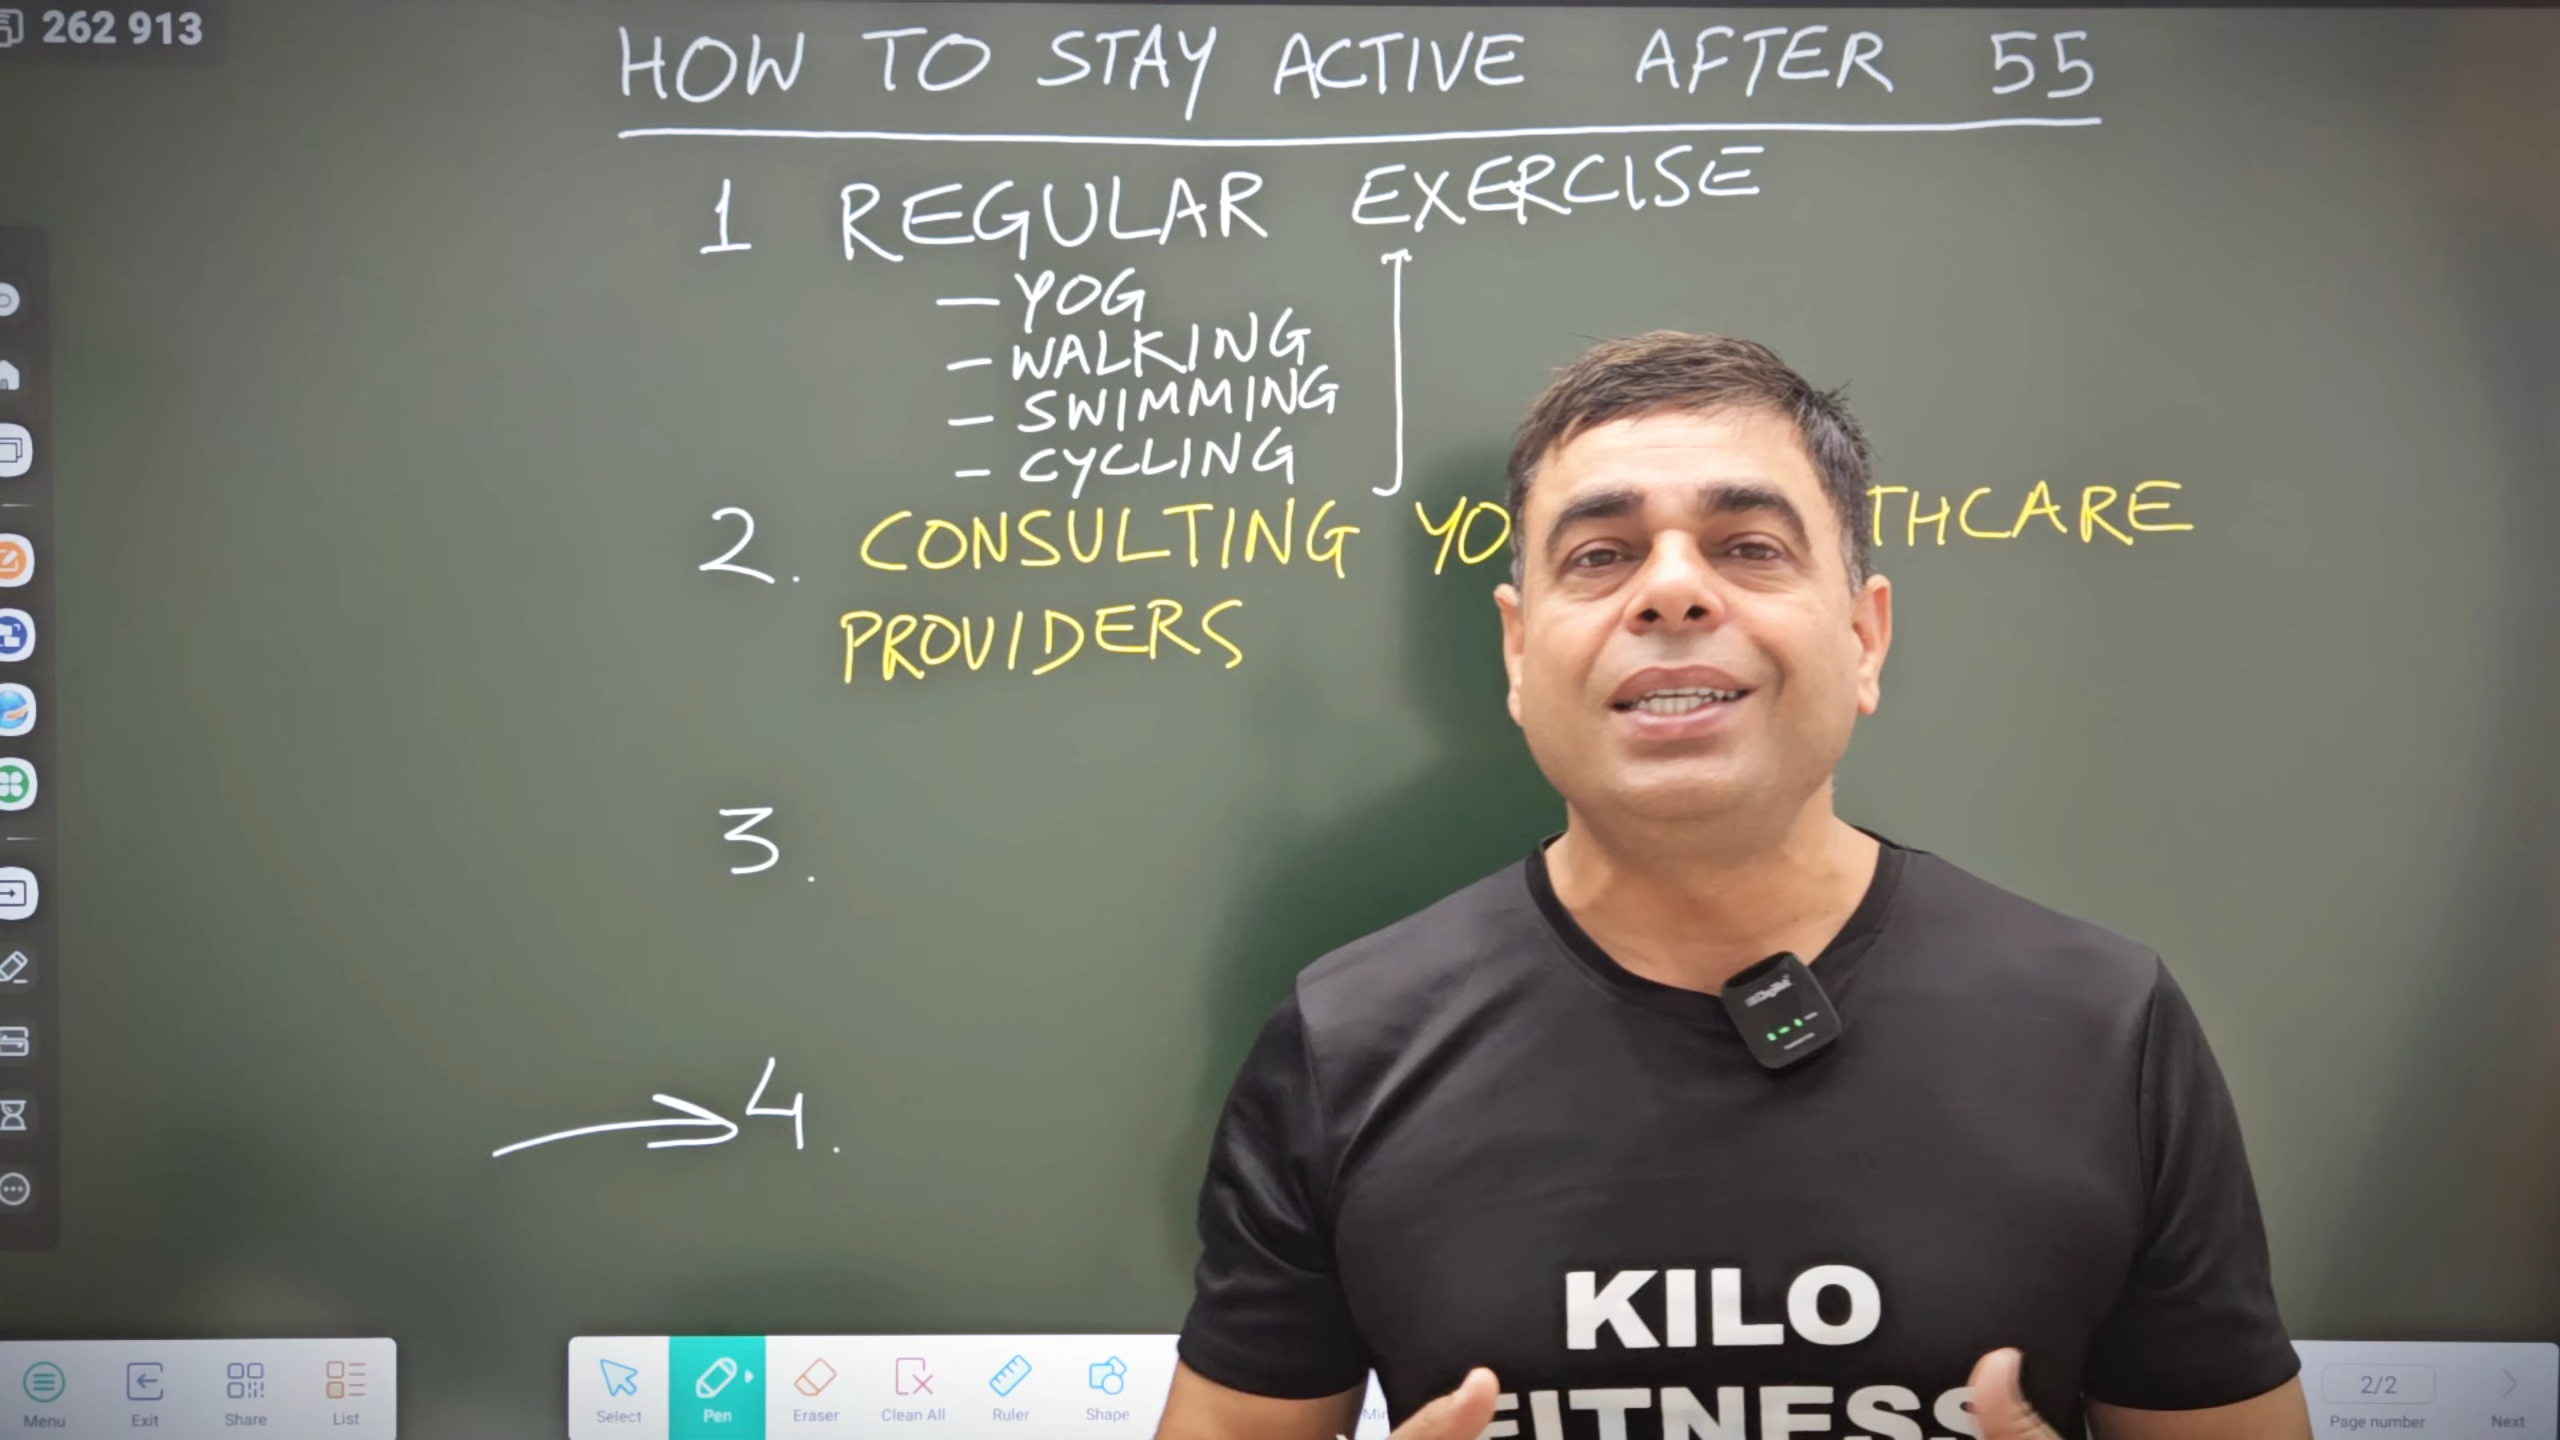 262 913
HOW TO STAY ACTIVE AFTER 55
1 REGULAR EXERCISE
— YOG
— WALKING
— SWIMMING
- CYCLING
2. CONSULTING YO THCARE
PROVIDERS
3.
4.
KILO
FITNESS
Menu Exit Share List
Select Pen Eraser Clean All Ruler Shape
2/2
Page number Next